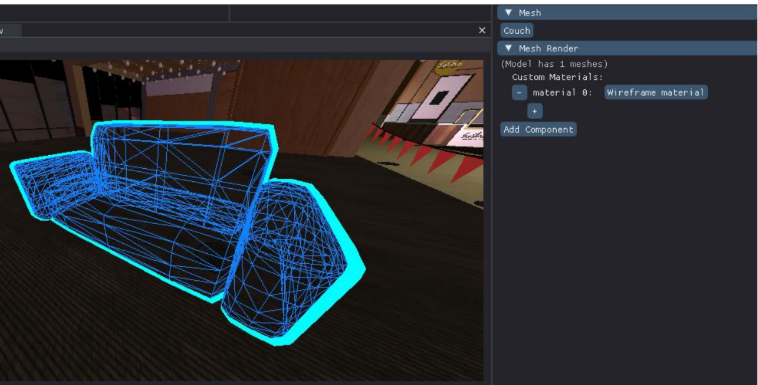 Mesh
Couch
Mesh Render
(Model has 1 meshes)
Custom Materials:
- material 0: Wireframe material
+
Add Component